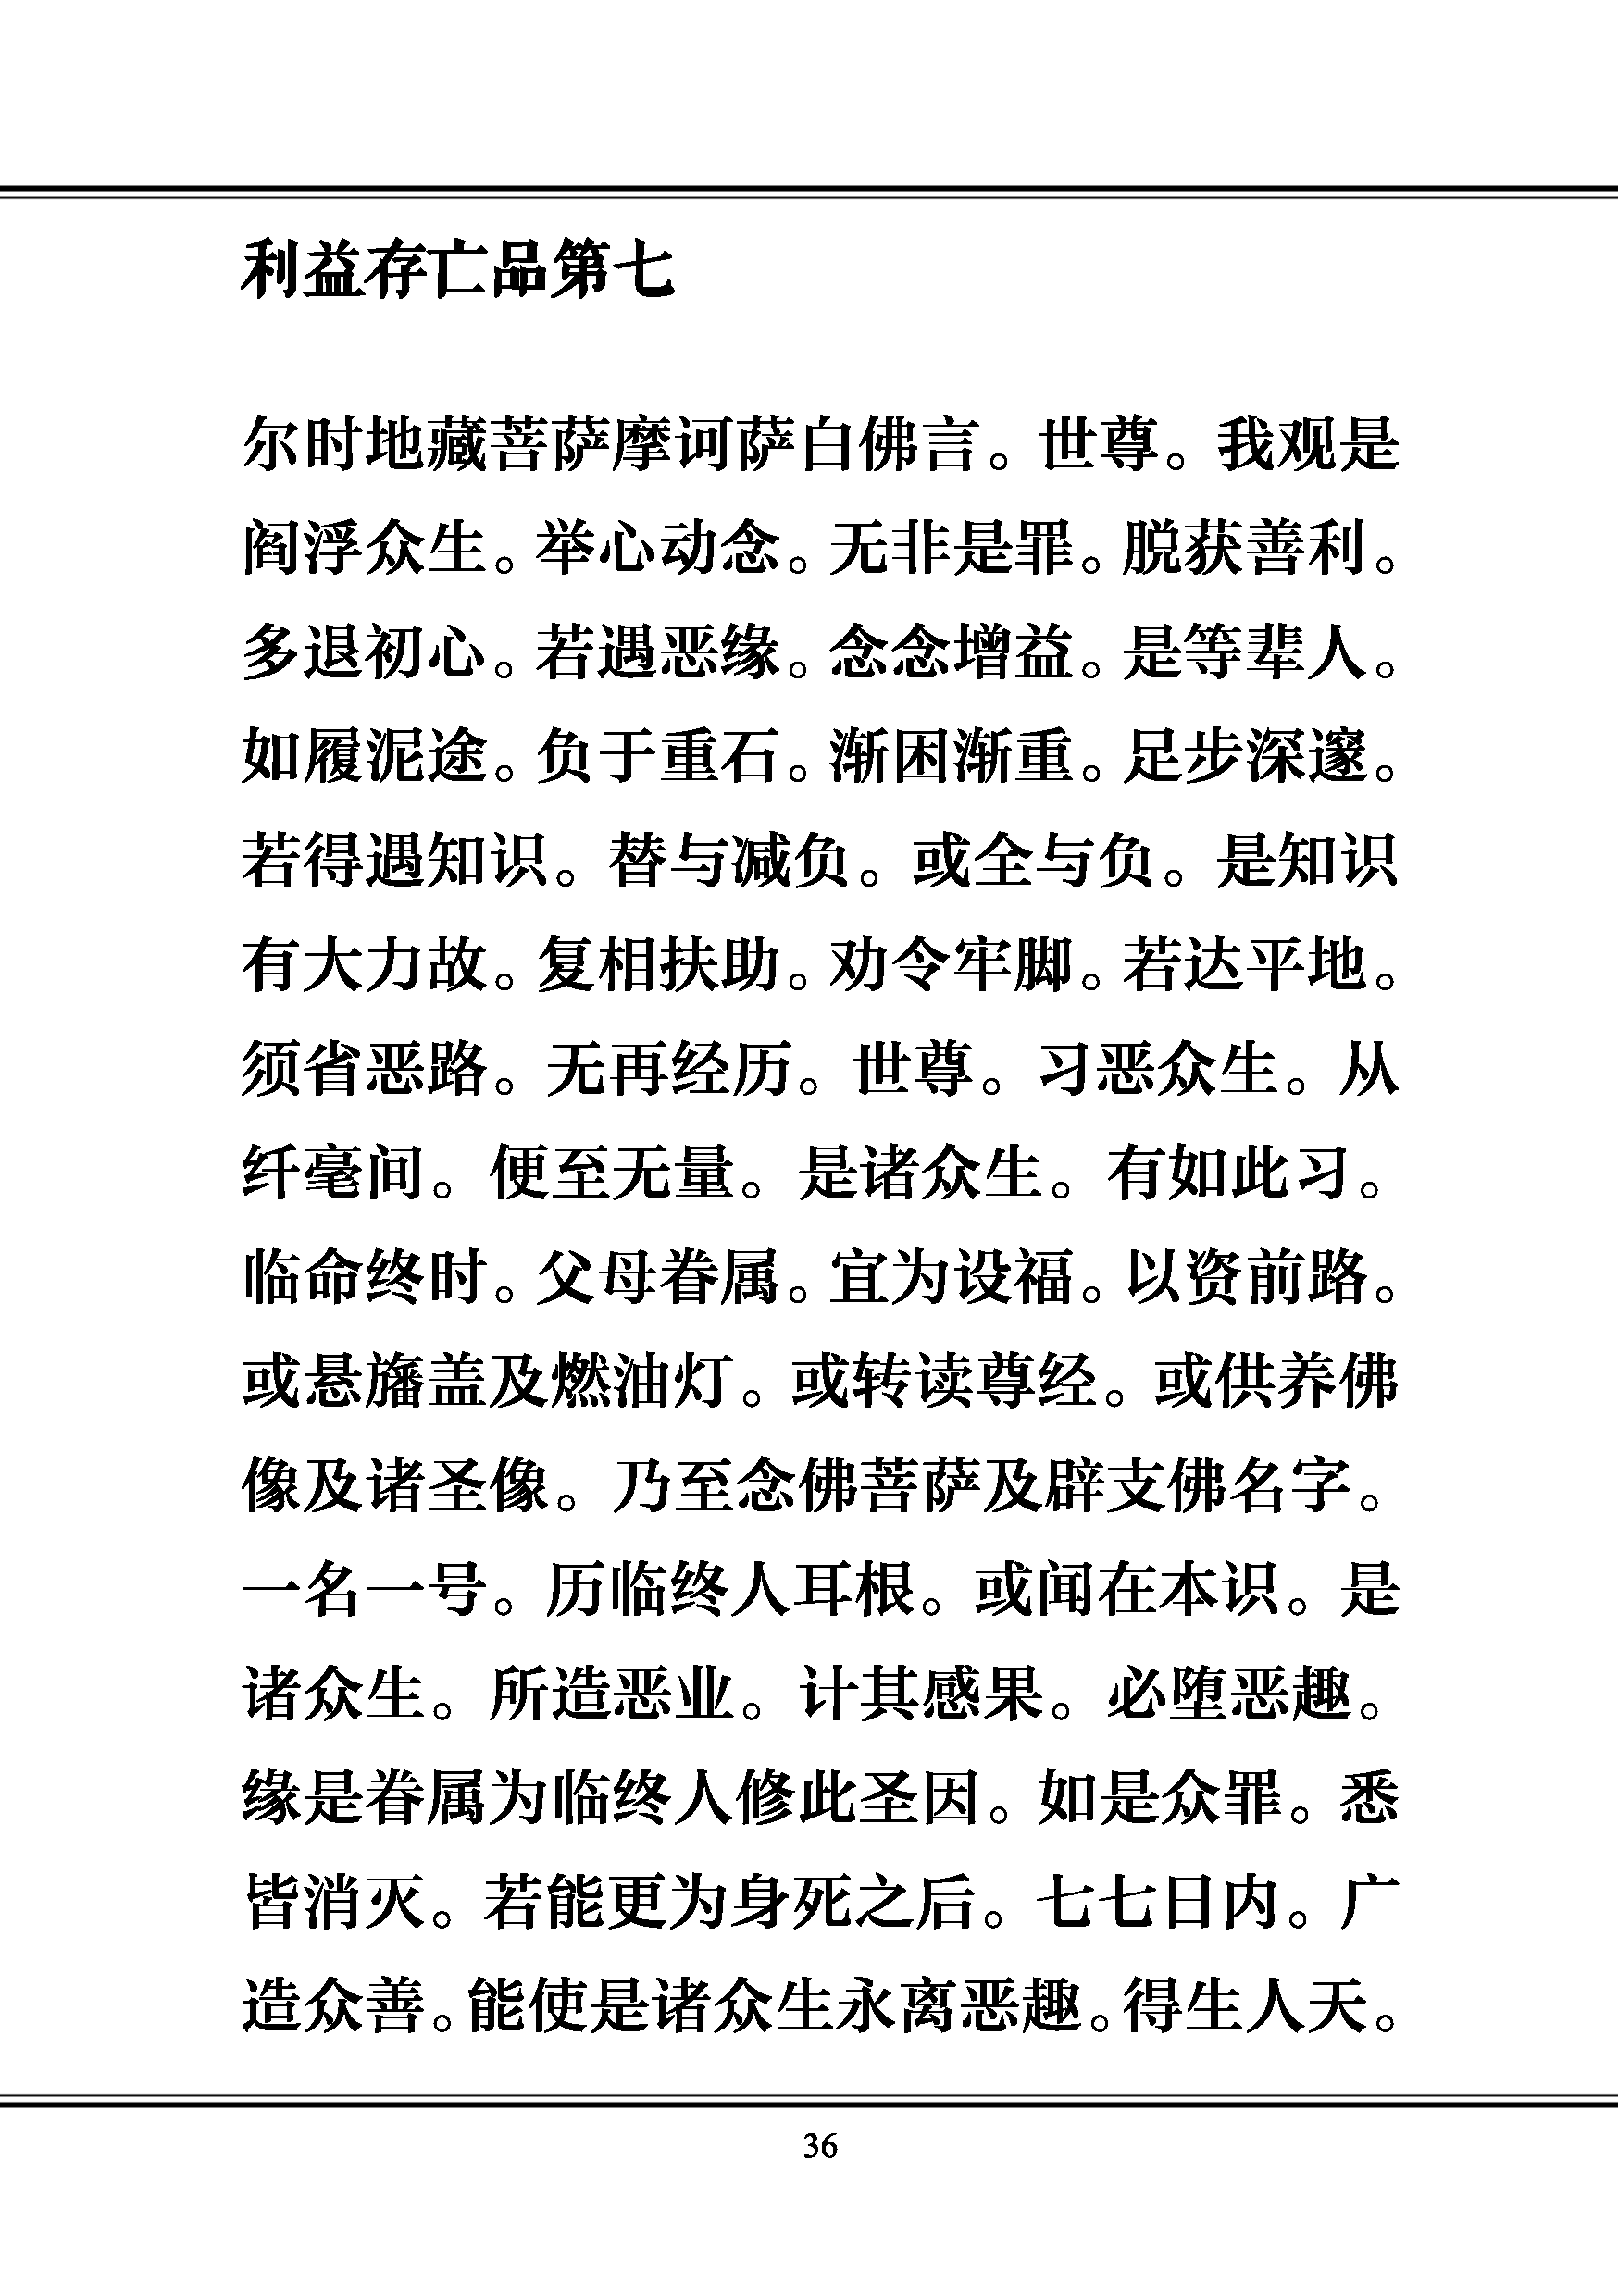 利益存亡品第七
尔时地藏菩萨摩诃萨白佛言。世尊。我观是
阎浮众生。举心动念。无非是罪。脱获善利。
多退初心。若遇恶缘。念念增益。是等辈人。
如履泥途。负于重石。渐困渐重。足步深邃。
若得遇知识。替与减负。或全与负。是知识
有大力故。复相扶助。劝令牢脚。若达平地。
须省恶路。无再经历。世尊。习恶众生。从
纤毫间。便至无量。是诸众生。有如此习。
临命终时。父母眷属。宜为设福。以资前路。
或悬旛盖及燃油灯。或转读尊经。或供养佛
像及诸圣像。乃至念佛菩萨及辟支佛名字。
一名一号。历临终人耳根。或闻在本识。是
诸众生。所造恶业。计其感果。必堕恶趣。
缘是眷属为临终人修此圣因。如是众罪。悉
皆消灭。若能更为身死之后。七七日内。广
造众善。能使是诸众生永离恶趣。得生人天。
36